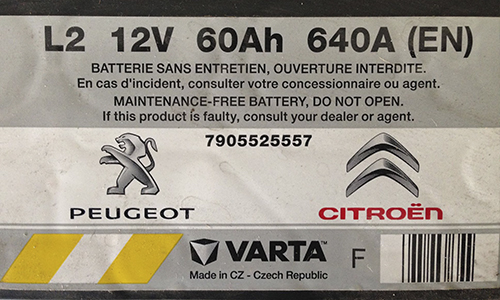 L2 12V 60Ah 640A (EN)
BATTERIE SANS ENTRETIEN, OUVERTURE INTERDITE.
En cas d'incident, consulter votre concessionnaire ou agent.
MAINTENANCE-FREE BATTERY, DO NOT OPEN.
If this product is faulty, consult your dealer or agent.
7905525557
PEUGEOT CITROËN
VARTA F
Made in CZ - Czech Republic